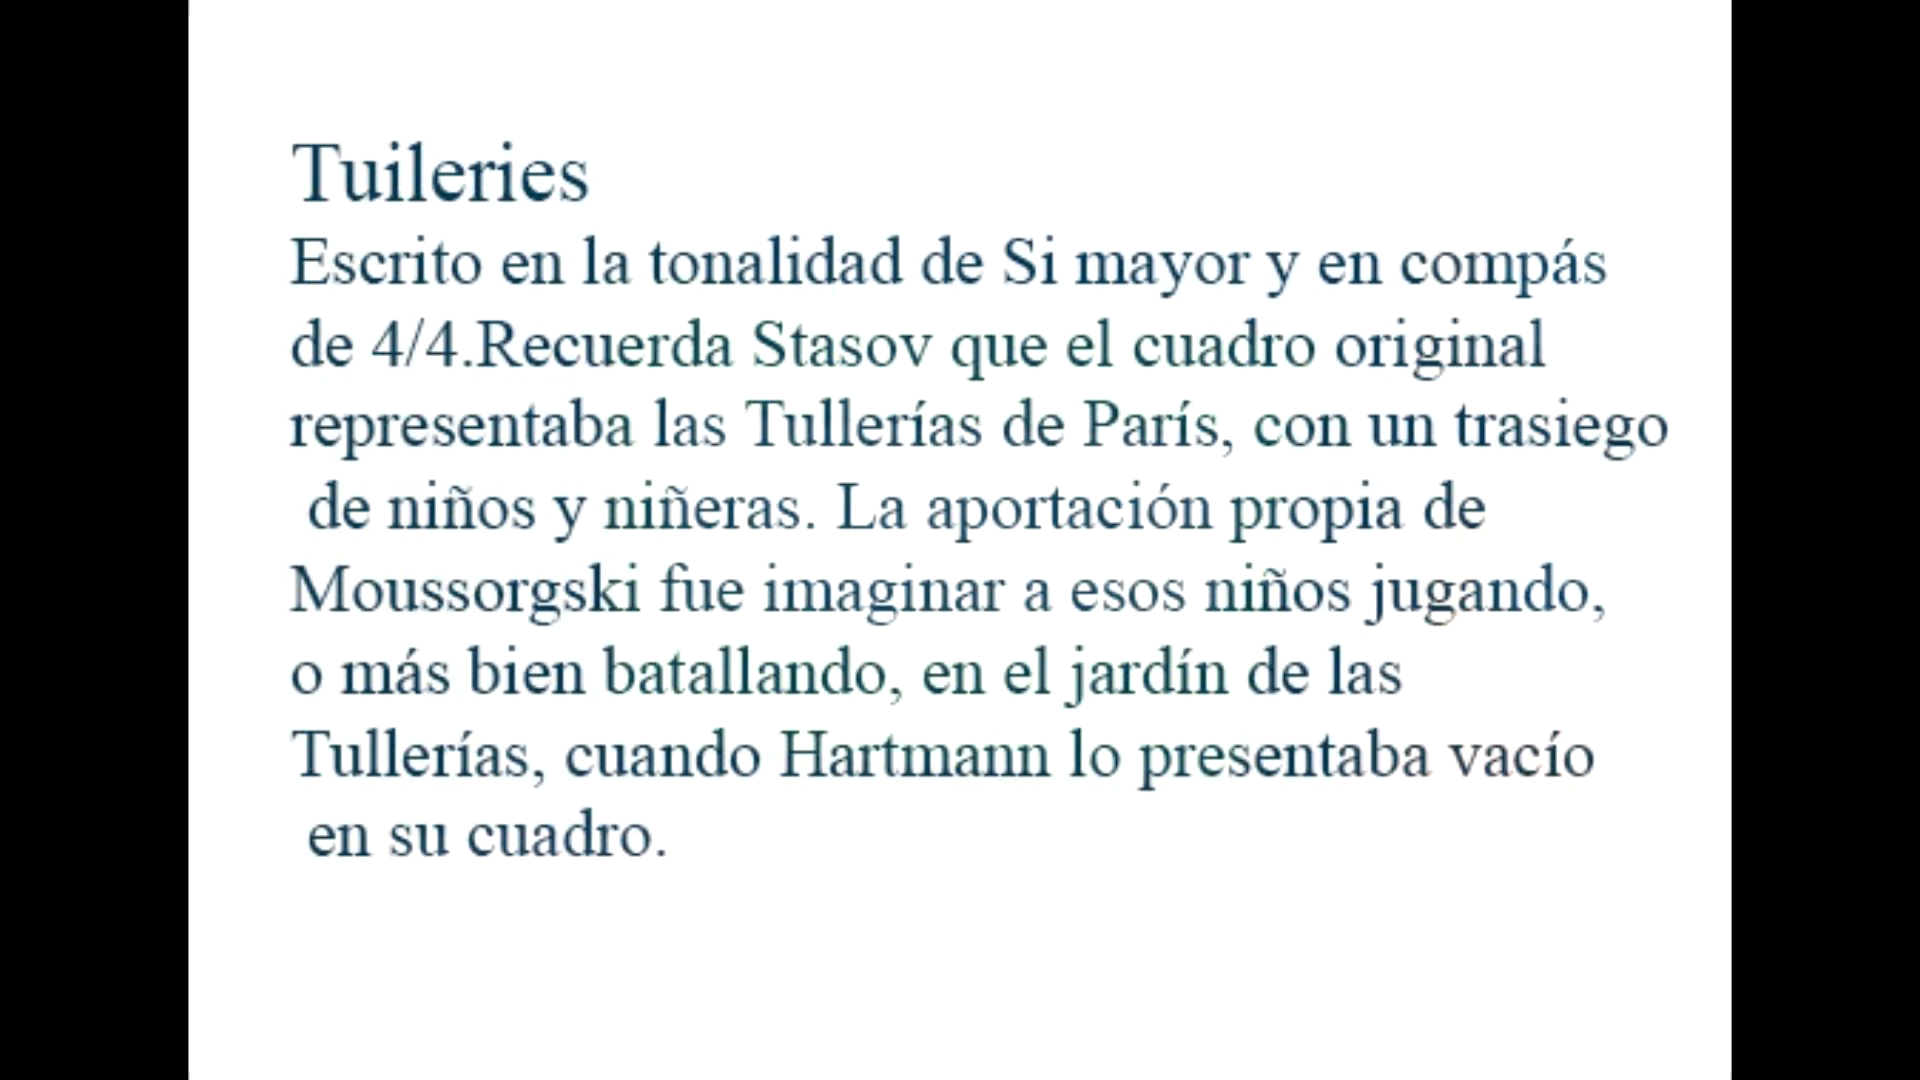 Tuileries
Escrito en la tonalidad de Si mayor y en compás
de 4/4.Recuerda Stasov que el cuadro original
representaba las Tullerías de París, con un trasiego
de niños y niñeras. La aportación propia de
Moussorgski fue imaginar a esos niños jugando,
o más bien batallando, en el jardín de las
Tullerías, cuando Hartmann lo presentaba vacío
en su cuadro.